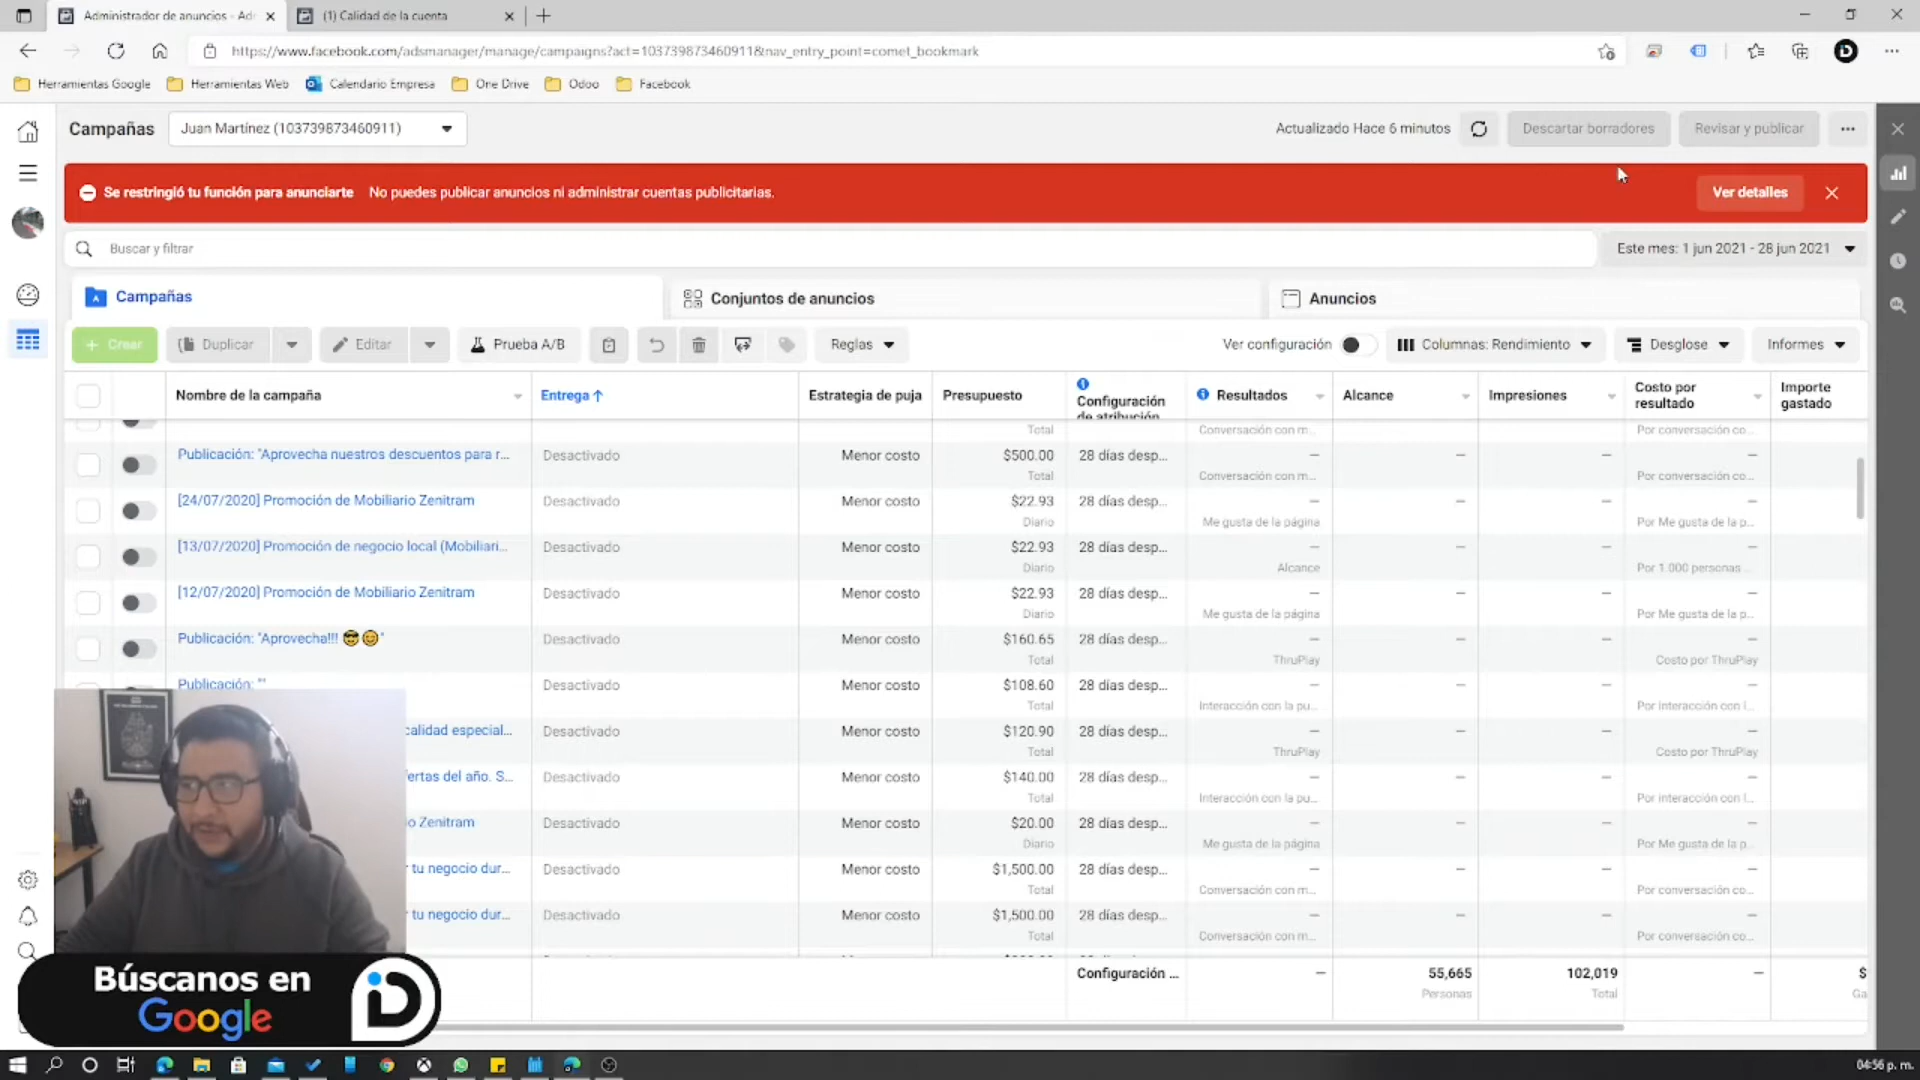 Administrador de anuncios - Ad
(1) Calidad de la cuenta
https://www.facebook.com/adsmanager/manage/campaigns?act=103739873460911&nav_entry_point=comet_bookmark
Herramientas Google
Herramientas Web
Calendario Empresa
One Drive
Odoo
Facebook
Campañas
Juan Martínez (103739873460911)
Actualizado Hace 6 minutos
Descartar borradores
Revisar y publicar
Se restringió tu función para anunciarte No puedes publicar anuncios ni administrar cuentas publicitarias.
Ver detalles
Buscar y filtrar
Este mes: 1 jun 2021 - 28 jun 2021
Campañas
Conjuntos de anuncios
Anuncios
+ Crear
Duplicar
Editar
Prueba A/B
Reglas
Ver configuración
Columnas: Rendimiento
Desglose
Informes
Nombre de la campaña
Entrega ↑
Estrategia de puja
Presupuesto
Configuración
de atribución
Resultados
Alcance
Impresiones
Costo por
resultado
Importe
gastado
Total
Conversación con m...
Por conversación co...
Publicación: "Aprovecha nuestros descuentos para r...
Desactivado
Menor costo
$500.00
28 días desp...
— — — —
Total
Conversación con m...
Por conversación co...
[24/07/2020] Promoción de Mobiliario Zenitram
Desactivado
Menor costo
$22.93
28 días desp...
— — — —
Diario
Me gusta de la página
Por Me gusta de la p...
[13/07/2020] Promoción de negocio local (Mobiliari...
Desactivado
Menor costo
$22.93
28 días desp...
— — — —
Diario
Alcance
Por 1.000 personas ...
[12/07/2020] Promoción de Mobiliario Zenitram
Desactivado
Menor costo
$22.93
28 días desp...
— — — —
Diario
Me gusta de la página
Por Me gusta de la p...
Publicación: "Aprovecha!!! 😎😊"
Desactivado
Menor costo
$160.65
28 días desp...
— — — —
Total
ThruPlay
Costo por ThruPlay
Publicación: ""
Desactivado
Menor costo
$108.60
28 días desp...
— — — —
Total
Interacción con la pu...
Por interacción con l...
calidad especial...
Desactivado
Menor costo
$120.90
28 días desp...
— — — —
Total
ThruPlay
Costo por ThruPlay
fertas del año. S...
Desactivado
Menor costo
$140.00
28 días desp...
— — — —
Total
Interacción con la pu...
Por interacción con l...
io Zenitram
Desactivado
Menor costo
$20.00
28 días desp...
— — — —
Diario
Me gusta de la página
Por Me gusta de la p...
r tu negocio dur...
Desactivado
Menor costo
$1,500.00
28 días desp...
— — — —
Total
Conversación con m...
Por conversación co...
r tu negocio dur...
Desactivado
Menor costo
$1,500.00
28 días desp...
— — — —
Total
Conversación con m...
Por conversación co...
Configuración ...
—
55,665
102,019
—
$
Personas
Total
Ga
Búscanos en
Google
iD
04:56 p. m.